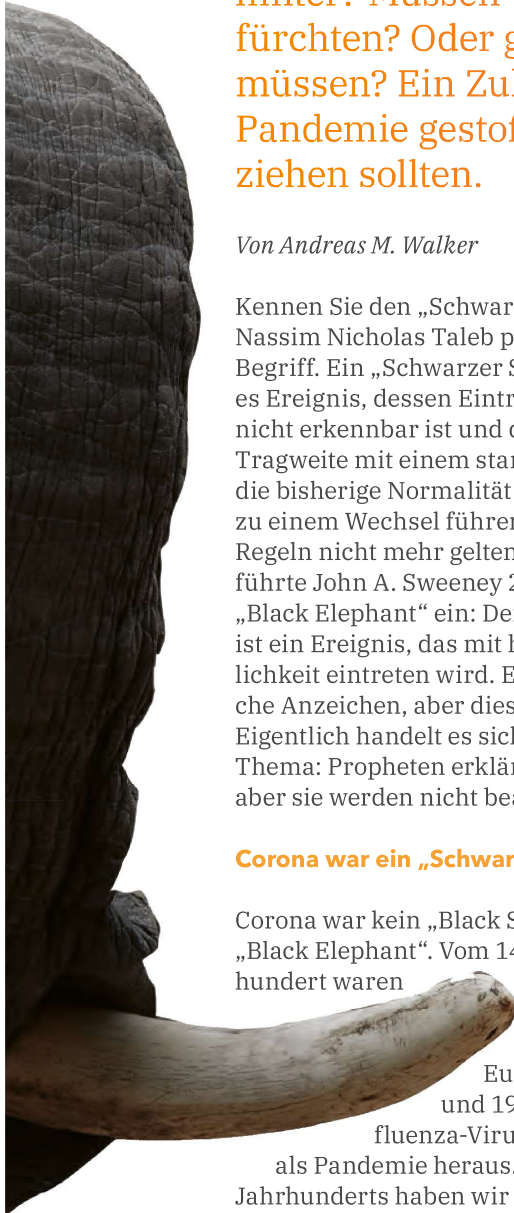 fürchten? Oder g
müssen? Ein Zu
Pandemie gesto
ziehen sollten.
Von Andreas M. Walker
Kennen Sie den „Schwar
Nassim Nicholas Taleb p
Begriff. Ein „Schwarzer S
es Ereignis, dessen Eintr
nicht erkennbar ist und d
Tragweite mit einem star
die bisherige Normalität
zu einem Wechsel führen
Regeln nicht mehr gelten
führte John A. Sweeney 2
„Black Elephant“ ein: De
ist ein Ereignis, das mit h
lichkeit eintreten wird. E
che Anzeichen, aber dies
Eigentlich handelt es sich
Thema: Propheten erklär
aber sie werden nicht bea
Corona war ein „Schwar
Corona war kein „Black S
„Black Elephant“. Vom 14
hundert waren
Eu
und 19
fluenza-Viru
als Pandemie heraus.
Jahrhunderts haben wir